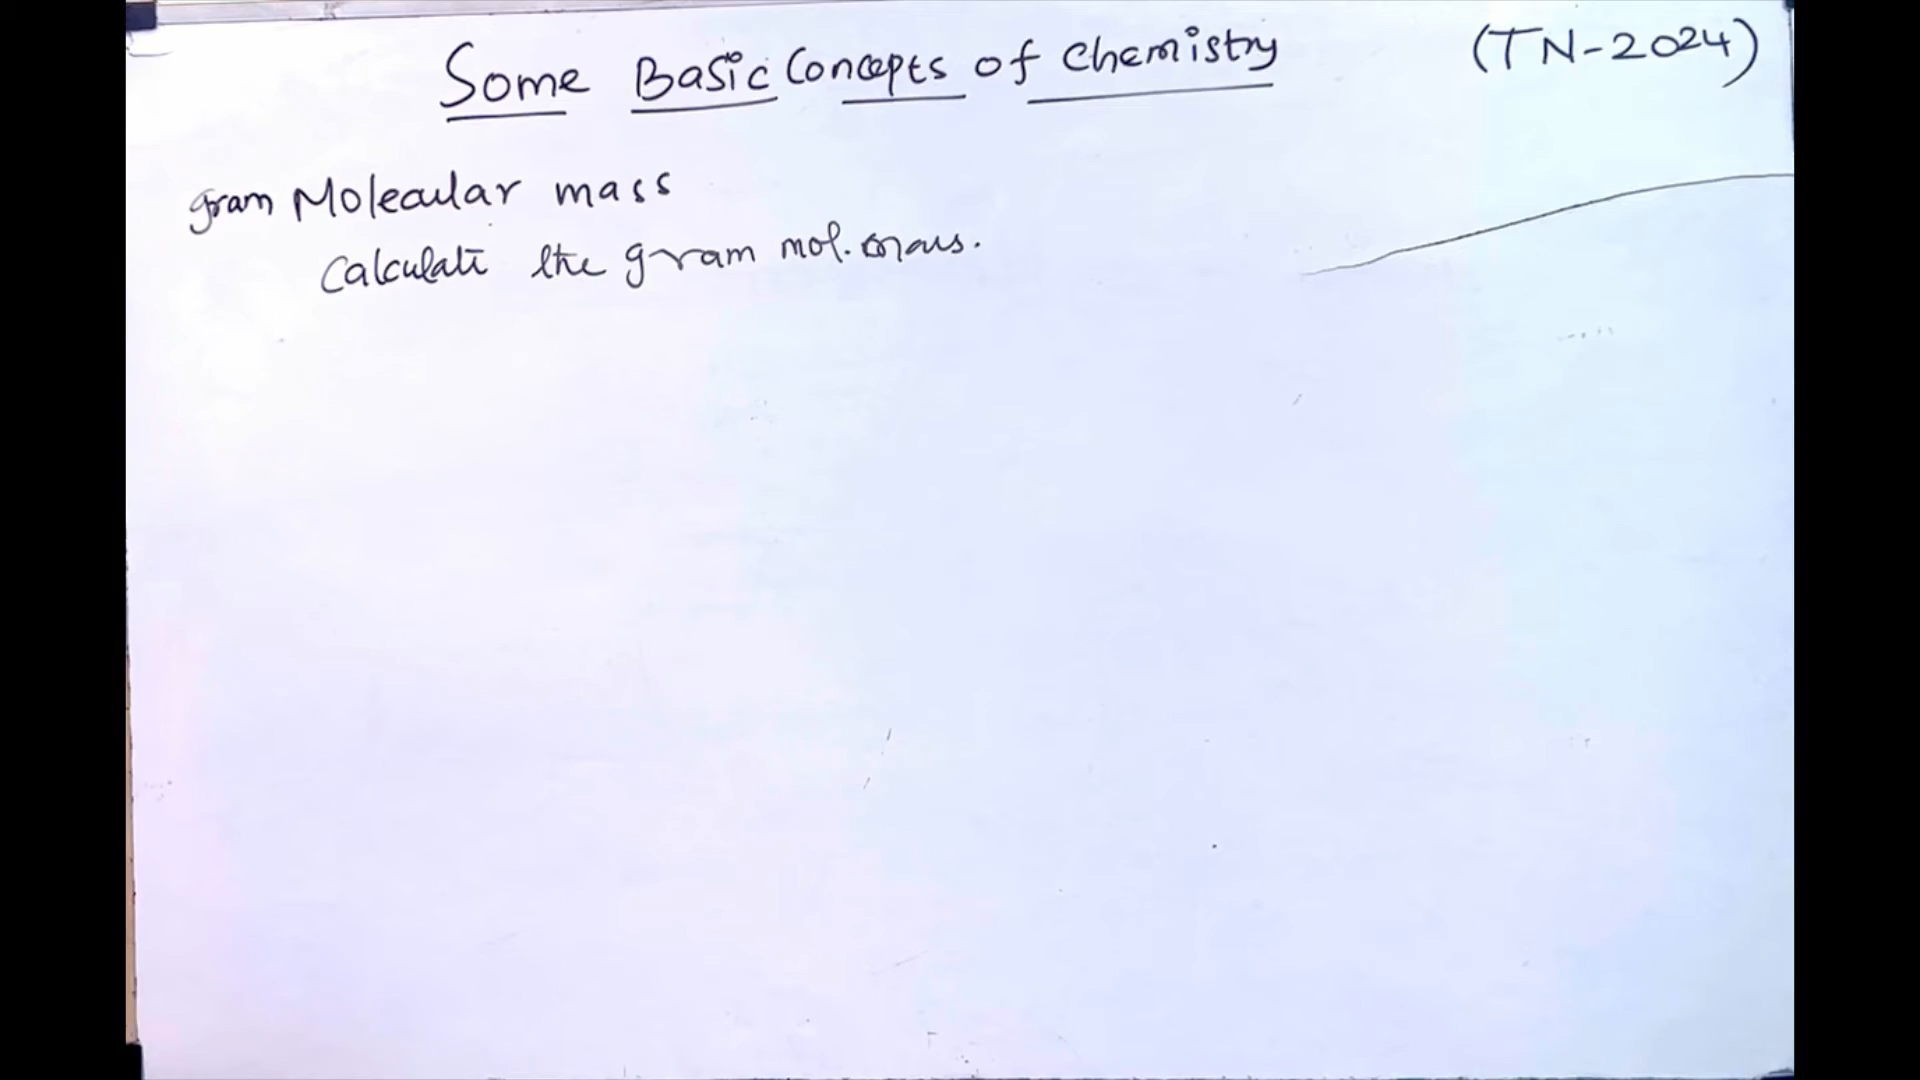 Some Basic Concepts of Chemistry (TN-2024)
gram Molecular mass
Calculate the gram mol. mass.